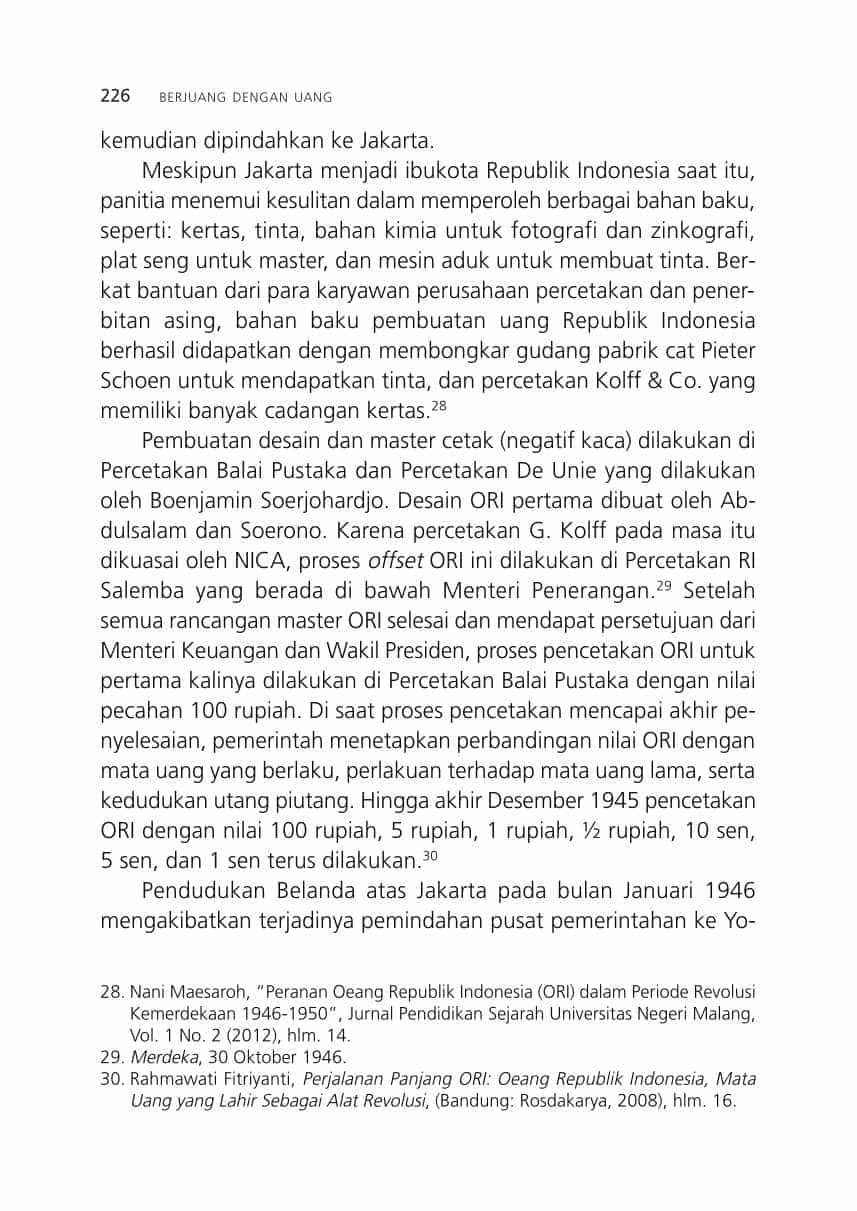 226 BERJUANG DENGAN UANG
kemudian dipindahkan ke Jakarta.
Meskipun Jakarta menjadi ibukota Republik Indonesia saat itu,
panitia menemui kesulitan dalam memperoleh berbagai bahan baku,
seperti: kertas, tinta, bahan kimia untuk fotografi dan zinkografi,
plat seng untuk master, dan mesin aduk untuk membuat tinta. Ber-
kat bantuan dari para karyawan perusahaan percetakan dan pener-
bitan asing, bahan baku pembuatan uang Republik Indonesia
berhasil didapatkan dengan membongkar gudang pabrik cat Pieter
Schoen untuk mendapatkan tinta, dan percetakan Kolff & Co. yang
memiliki banyak cadangan kertas.28
Pembuatan desain dan master cetak (negatif kaca) dilakukan di
Percetakan Balai Pustaka dan Percetakan De Unie yang dilakukan
oleh Boenjamin Soerjohardjo. Desain ORI pertama dibuat oleh Ab-
dulsalam dan Soerono. Karena percetakan G. Kolff pada masa itu
dikuasai oleh NICA, proses offset ORI ini dilakukan di Percetakan RI
Salemba yang berada di bawah Menteri Penerangan.29 Setelah
semua rancangan master ORI selesai dan mendapat persetujuan dari
Menteri Keuangan dan Wakil Presiden, proses pencetakan ORI untuk
pertama kalinya dilakukan di Percetakan Balai Pustaka dengan nilai
pecahan 100 rupiah. Di saat proses pencetakan mencapai akhir pe-
nyelesaian, pemerintah menetapkan perbandingan nilai ORI dengan
mata uang yang berlaku, perlakuan terhadap mata uang lama, serta
kedudukan utang piutang. Hingga akhir Desember 1945 pencetakan
ORI dengan nilai 100 rupiah, 5 rupiah, 1 rupiah, ½ rupiah, 10 sen,
5 sen, dan 1 sen terus dilakukan.30
Pendudukan Belanda atas Jakarta pada bulan Januari 1946
mengakibatkan terjadinya pemindahan pusat pemerintahan ke Yo-
28. Nani Maesaroh, “Peranan Oeang Republik Indonesia (ORI) dalam Periode Revolusi
Kemerdekaan 1946-1950”, Jurnal Pendidikan Sejarah Universitas Negeri Malang,
Vol. 1 No. 2 (2012), hlm. 14.
29. Merdeka, 30 Oktober 1946.
30. Rahmawati Fitriyanti, Perjalanan Panjang ORI: Oeang Republik Indonesia, Mata
Uang yang Lahir Sebagai Alat Revolusi, (Bandung: Rosdakarya, 2008), hlm. 16.